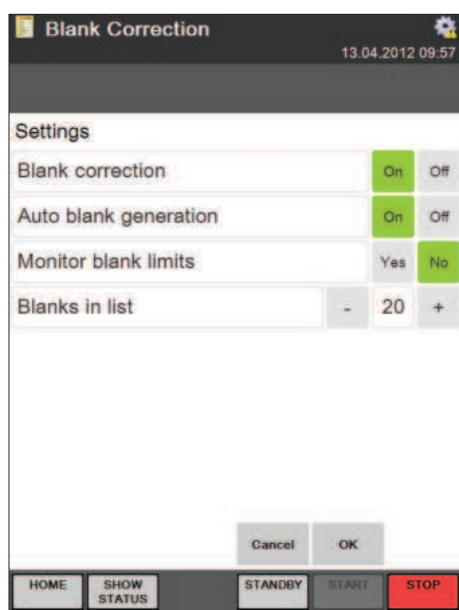 Blank Correction
13.04.2012 09:57
Settings
Blank correction On Off
Auto blank generation On Off
Monitor blank limits Yes No
Blanks in list - 20 +
Cancel OK
HOME SHOW STATUS STANDBY START STOP